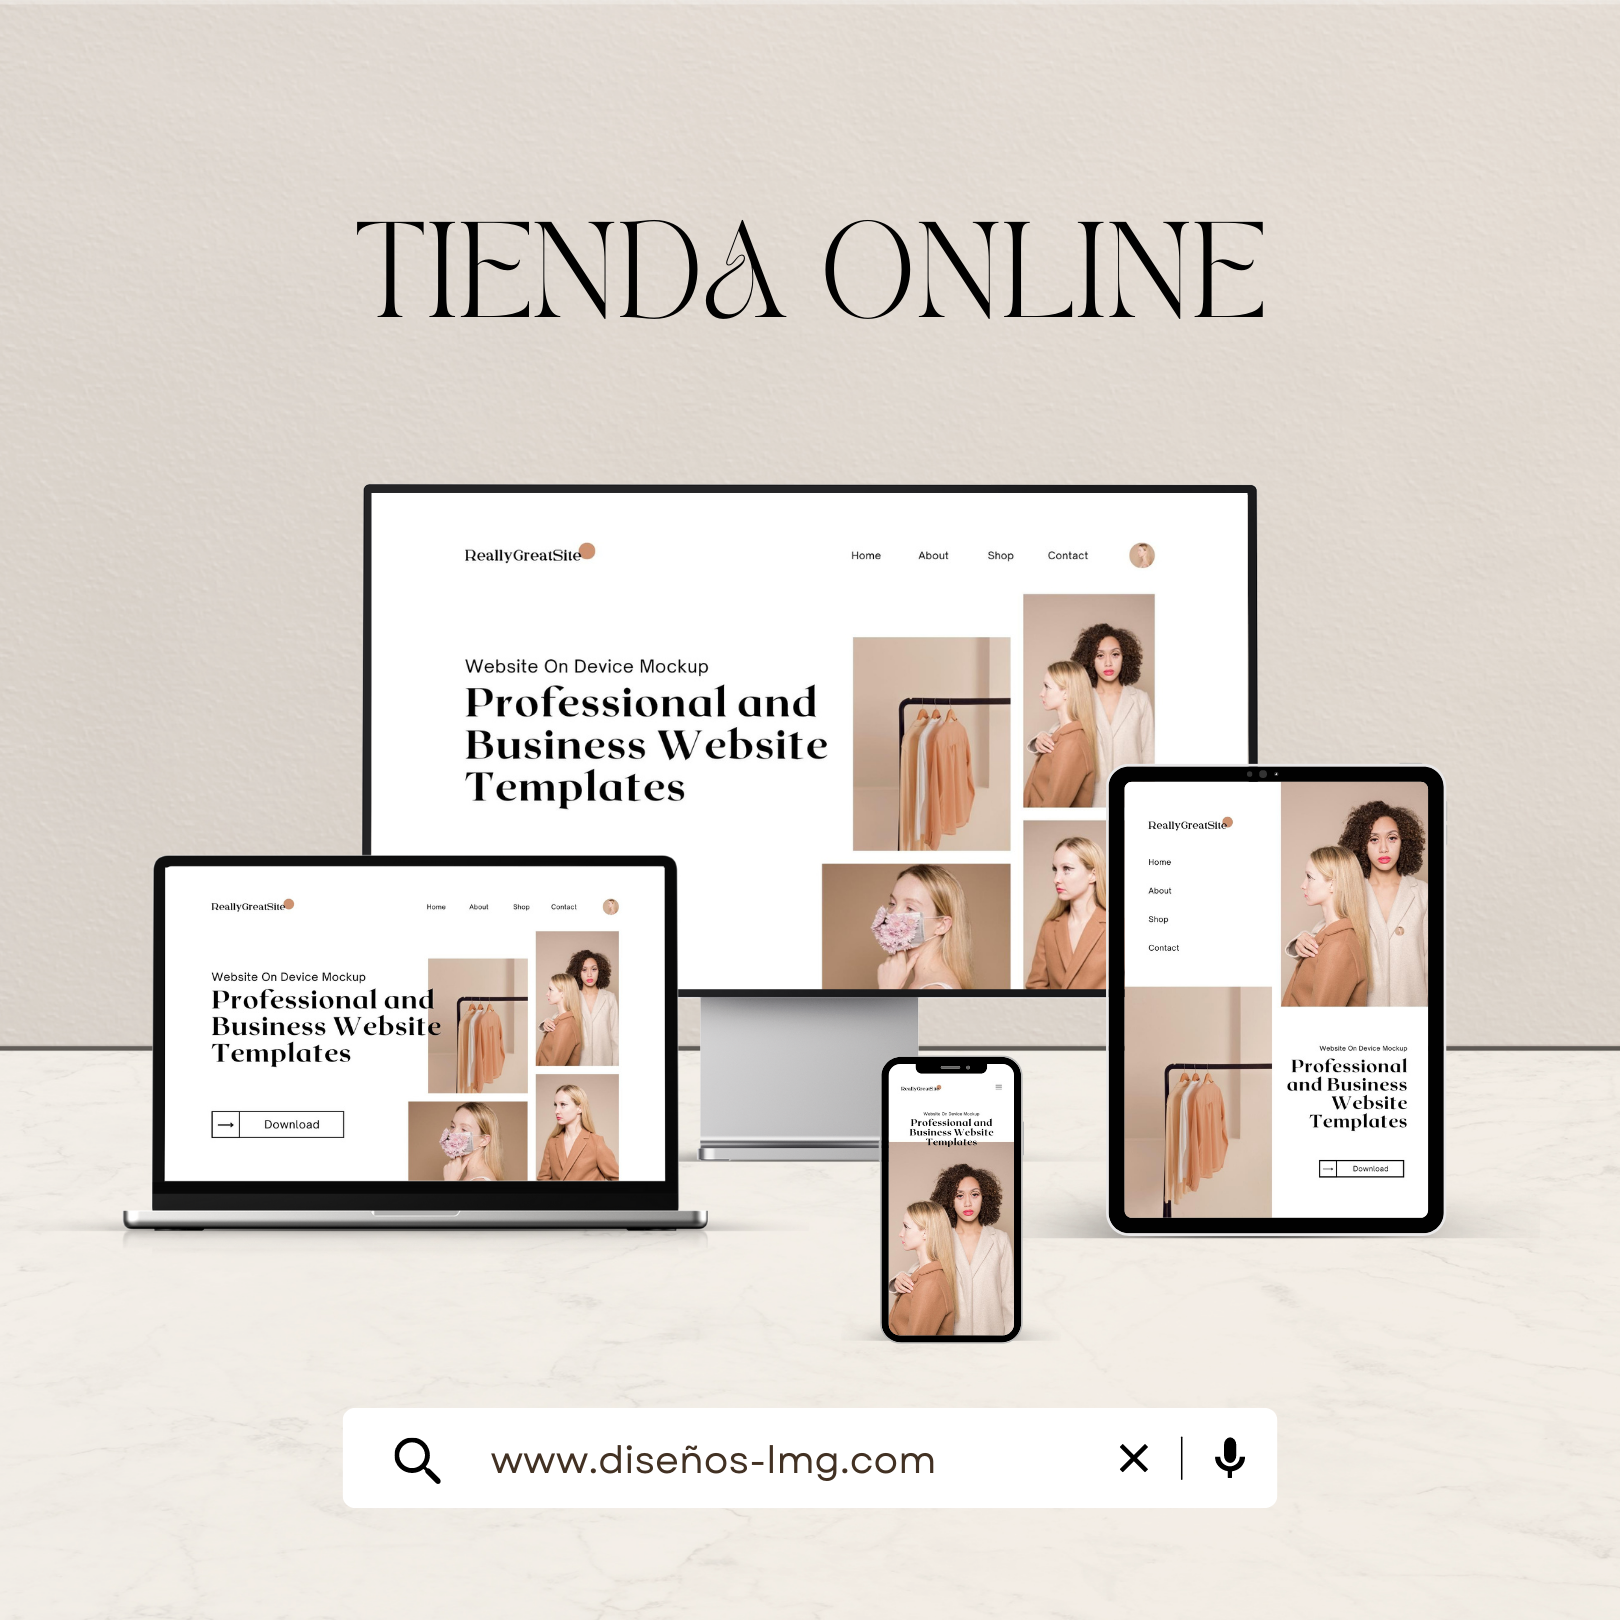 TIENDA ONLINE
ReallyGreatSite
Home About Shop Contact
Website On Device Mockup
Professional and
Business Website
Templates
ReallyGreatSite
Home About Shop Contact
Website On Device Mockup
Professional and
Business Website
Templates
Download
ReallyGreatSite
Website On Device Mockup
Professional and
Business Website
Templates
ReallyGreatSite
Home
About
Shop
Contact
Website On Device Mockup
Professional
and Business
Website
Templates
Download
www.diseños-lmg.com